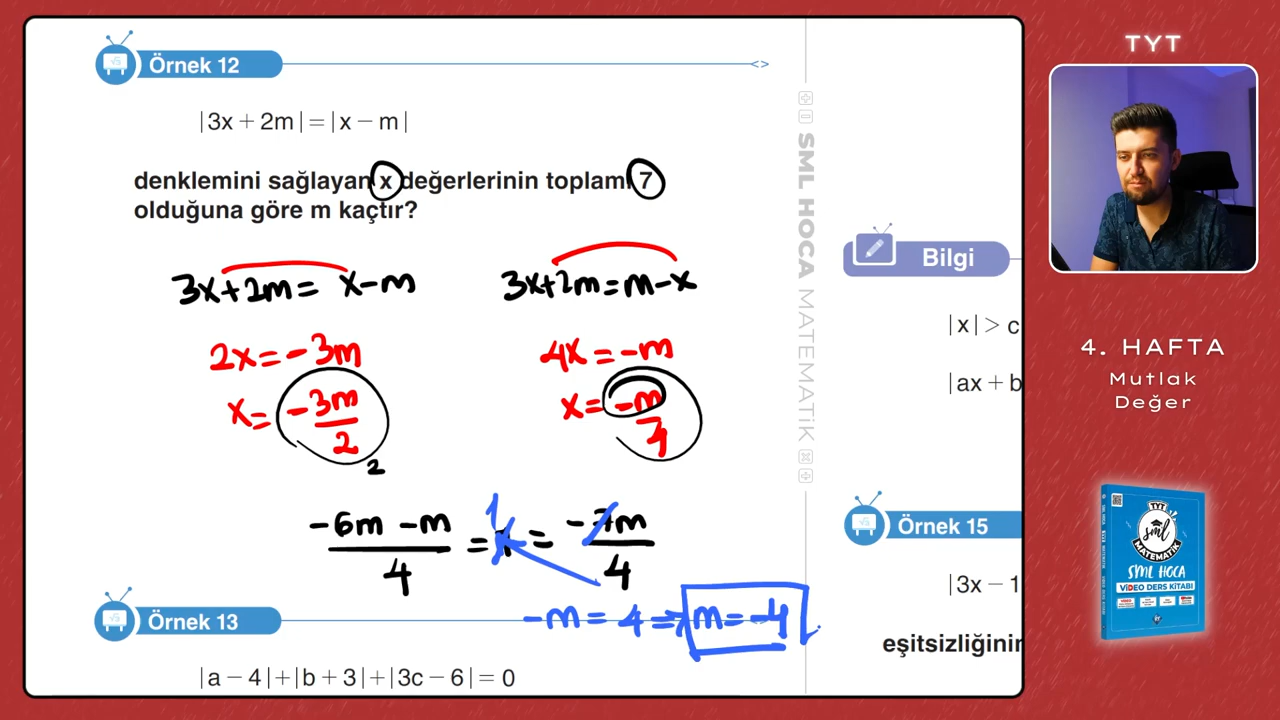 Örnek 12
|3x + 2m| = |x − m|
denklemini sağlayan x değerlerinin toplamı 7
olduğuna göre m kaçtır?
3x+2m= x-m
2x=-3m
x= -3m/2
2
3x+2m=m-x
4x=-m
x= -m/4
-6m -m/4 = 7 = -7m/4
1
-m = 4 => m=-4
Örnek 13
|a − 4|+|b + 3|+|3c − 6| = 0
SML HOCA MATEMATİK
Bilgi
|x| > c
|ax + b
Örnek 15
|3x − 1
eşitsizliğinin
TYT
4. HAFTA
Mutlak
Değer
TYT
sml
MATEMATİK
SML HOCA
VİDEO DERS KİTABI